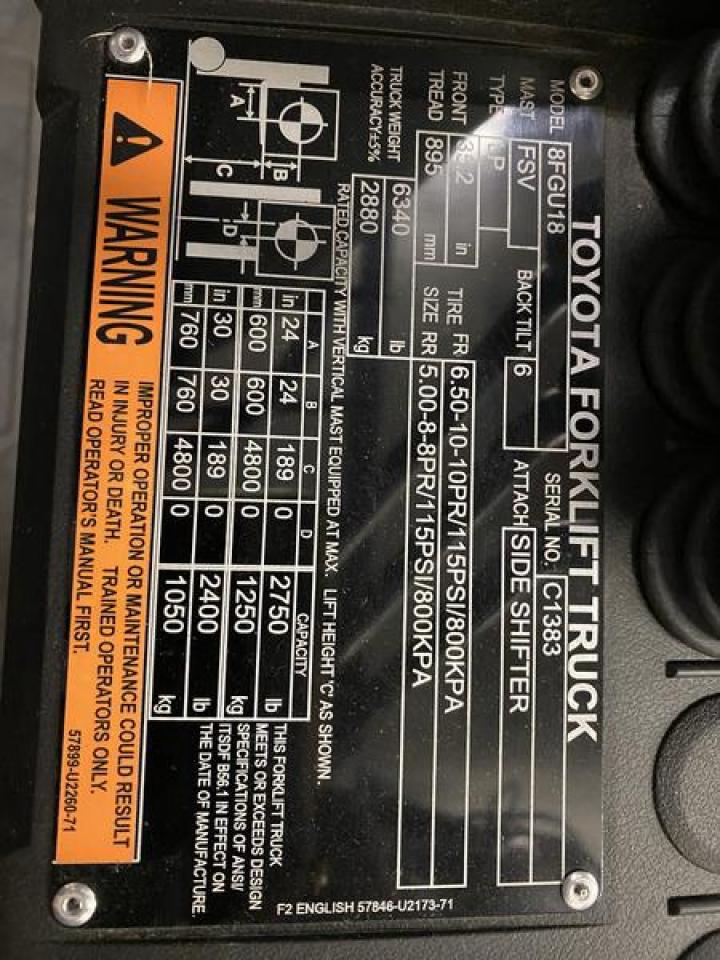 TOYOTA FORKLIFT TRUCK
MODEL 8FGU18 SERIAL NO. C1383
MAST FSV BACK TILT 6 ATTACH SIDE SHIFTER
TYPE LP
FRONT in TIRE FR 6.50-10-10PR/115PSI/800KPA
TREAD 895 mm SIZE RR 5.00-8-8PR/115PSI/800KPA
TRUCK WEIGHT 6340 lb
ACCURACY±5% 2880 kg
RATED CAPACITY WITH VERTICAL MAST EQUIPPED AT MAX. LIFT HEIGHT 'C' AS SHOWN.
A B C D CAPACITY
in 24 24 189 0 2750 lb
mm 600 600 4800 0 1250 kg
in 30 30 189 0 2400 lb
mm 760 760 4800 0 1050 kg
A
B
C
D
THIS FORKLIFT TRUCK
MEETS OR EXCEEDS DESIGN
SPECIFICATIONS OF ANSI/
ITSDF B56.1 IN EFFECT ON
THE DATE OF MANUFACTURE.
F2 ENGLISH 57846-U2173-71
WARNING
IMPROPER OPERATION OR MAINTENANCE COULD RESULT
IN INJURY OR DEATH. TRAINED OPERATORS ONLY.
READ OPERATOR'S MANUAL FIRST.
57899-U2260-71